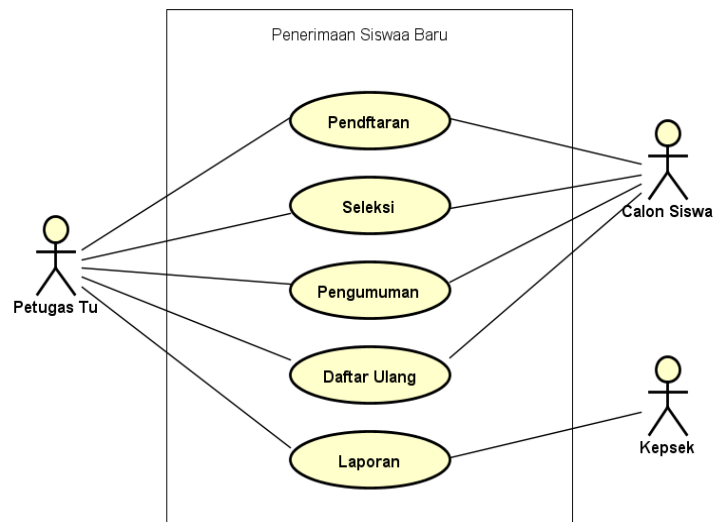 Penerimaan Siswaa Baru
Pendftaran
Seleksi
Calon Siswa
Pengumuman
Petugas Tu
Daftar Ulang
Kepsek
Laporan